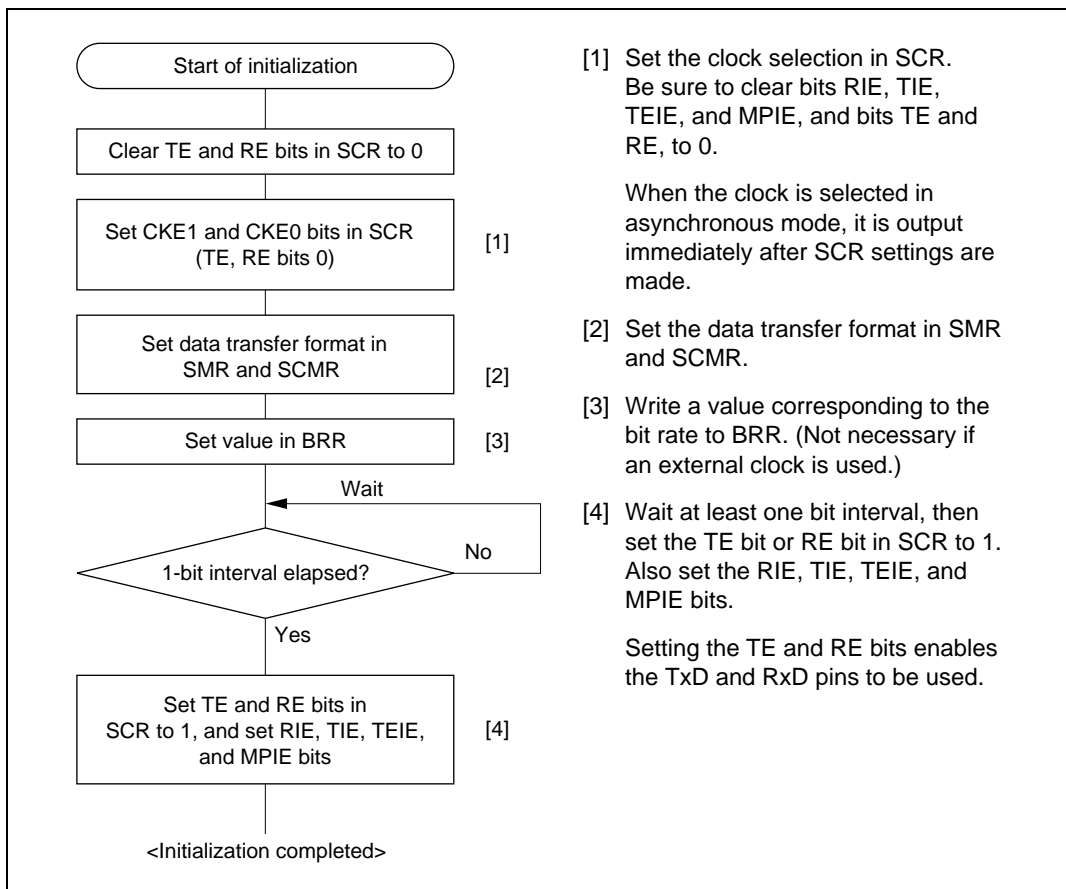 Start of initialization
Clear TE and RE bits in SCR to 0
Set CKE1 and CKE0 bits in SCR
(TE, RE bits 0)
[1]
Set data transfer format in
SMR and SCMR
[2]
Set value in BRR
[3]
Wait
1-bit interval elapsed?
No
Yes
Set TE and RE bits in
SCR to 1, and set RIE, TIE, TEIE,
and MPIE bits
[4]
<Initialization completed>
[1] Set the clock selection in SCR.
Be sure to clear bits RIE, TIE,
TEIE, and MPIE, and bits TE and
RE, to 0.
When the clock is selected in
asynchronous mode, it is output
immediately after SCR settings are
made.
[2] Set the data transfer format in SMR
and SCMR.
[3] Write a value corresponding to the
bit rate to BRR. (Not necessary if
an external clock is used.)
[4] Wait at least one bit interval, then
set the TE bit or RE bit in SCR to 1.
Also set the RIE, TIE, TEIE, and
MPIE bits.
Setting the TE and RE bits enables
the TxD and RxD pins to be used.